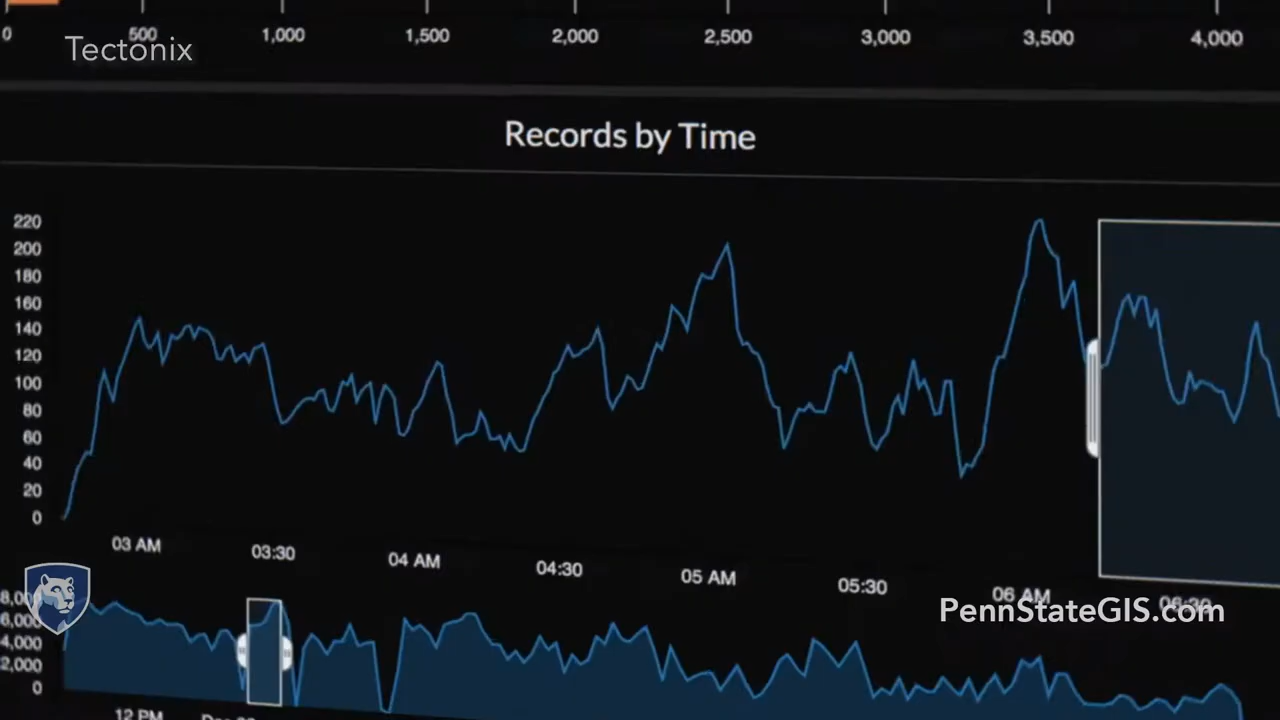 0 500 1,000 1,500 2,000 2,500 3,000 3,500 4,000
Tectonix
Records by Time
220
200
180
160
140
120
100
80
60
40
20
0
03 AM 03:30 04 AM 04:30 05 AM 05:30 06 AM 06:30
8,000
6,000
4,000
2,000
0
PennStateGIS.com
12 PM